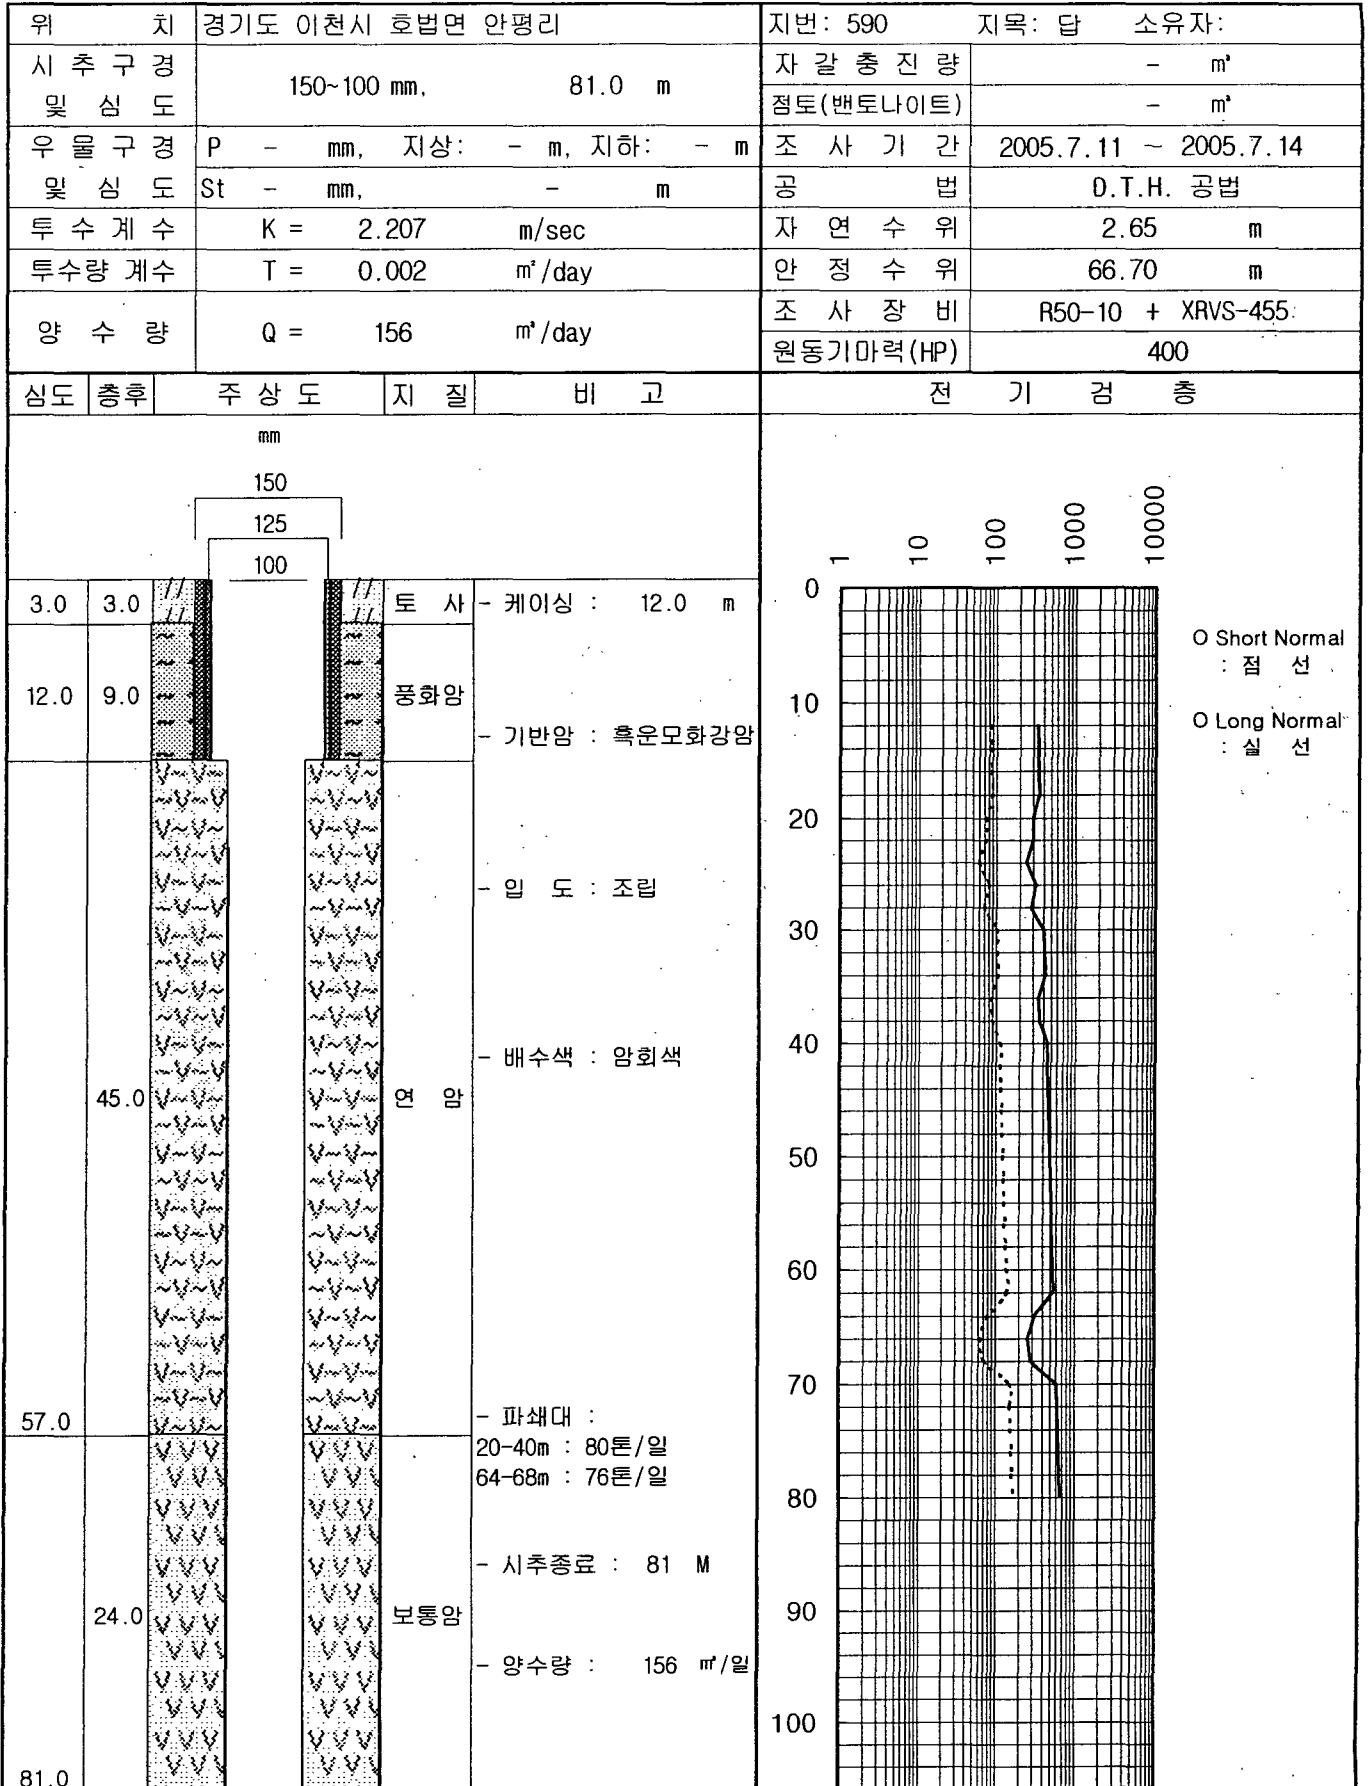 위 치 경기도 이천시 호법면 안평리 지번: 590 지목: 답 소유자:
시 추 구 경 및 심 도 150~100 mm, 81.0 m
자 갈 충 진 량 - ㎥
점토(밴토나이트) - ㎥
우 물 구 경 및 심 도 P - mm, 지상: - m, 지하: - m
St - mm, - m
조 사 기 간 2005.7.11 ~ 2005.7.14
공 법 D.T.H. 공법
투 수 계 수 K = 2.207 m/sec
자 연 수 위 2.65 m
투수량 계수 T = 0.002 ㎡/day
안 정 수 위 66.70 m
양 수 량 Q = 156 ㎥/day
조 사 장 비 R50-10 + XRVS-455
원동기마력(HP) 400
심도 층후 주 상 도 지 질 비 고 전 기 검 층
mm
150
125
100
3.0 3.0 토 사 - 케이싱 : 12.0 m
12.0 9.0 풍화암
- 기반암 : 흑운모화강암
- 입 도 : 조립
- 배수색 : 암회색
45.0 연 암
57.0
- 파쇄대 :
20-40m : 80톤/일
64-68m : 76톤/일
- 시추종료 : 81 M
24.0 보통암
- 양수량 : 156 ㎥/일
81.0
1 10 100 1000 10000
0
10
20
30
40
50
60
70
80
90
100
O Short Normal
: 점 선
O Long Normal
: 실 선